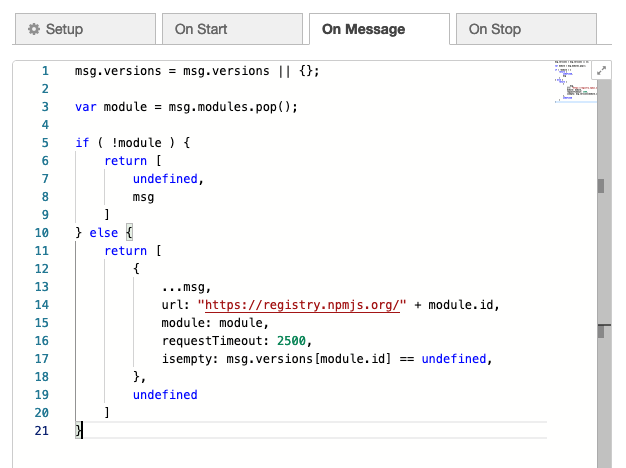 Setup
On Start
On Message
On Stop
1 msg.versions = msg.versions || {};
2
3 var module = msg.modules.pop();
4
5 if ( !module ) {
6     return [
7         undefined,
8         msg
9     ]
10 } else {
11     return [
12         {
13             ...msg,
14             url: "https://registry.npmjs.org/" + module.id,
15             module: module,
16             requestTimeout: 2500,
17             isempty: msg.versions[module.id] == undefined,
18         },
19         undefined
20     ]
21 }